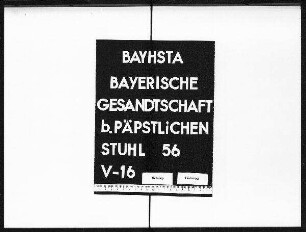 BAYHSTA
BAYERISCHE
GESANDTSCHAFT
b. PÄPSTLiCHEN
STUHL 56
V-16